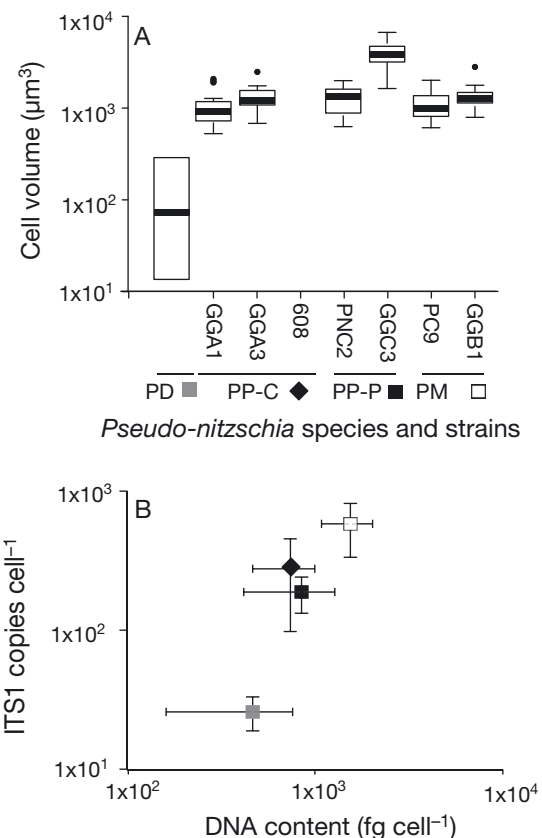 A
1x10⁴
1x10³
1x10²
1x10¹
Cell volume (µm³)
GGA1
GGA3
608
PNC2
GGC3
PC9
GGB1
PD PP-C PP-P PM
Pseudo-nitzschia species and strains
B
1x10³
1x10²
1x10¹
ITS1 copies cell⁻¹
1x10² 1x10³ 1x10⁴
DNA content (fg cell⁻¹)